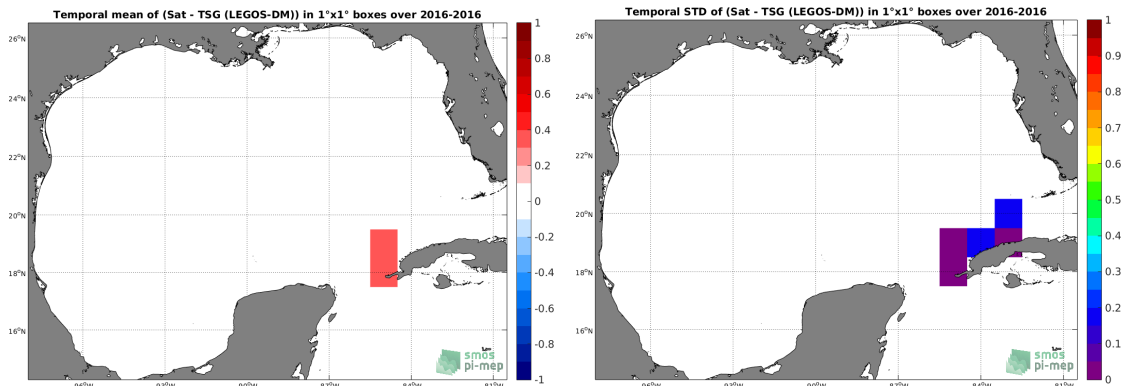 Temporal mean of (Sat - TSG (LEGOS-DM)) in 1°x1° boxes over 2016-2016
26°N
24°N
22°N
20°N
18°N
16°N
90°W
1
0.8
0.6
0.4
0.2
0
-0.2
-0.4
-0.6
-0.8
-1
smos
pi-mep
Temporal STD of (Sat - TSG (LEGOS-DM)) in 1°x1° boxes over 2016-2016
26°N
24°N
22°N
20°N
18°N
16°N
90°W
1
0.9
0.8
0.7
0.6
0.5
0.4
0.3
0.2
0.1
0
smos
pi-mep